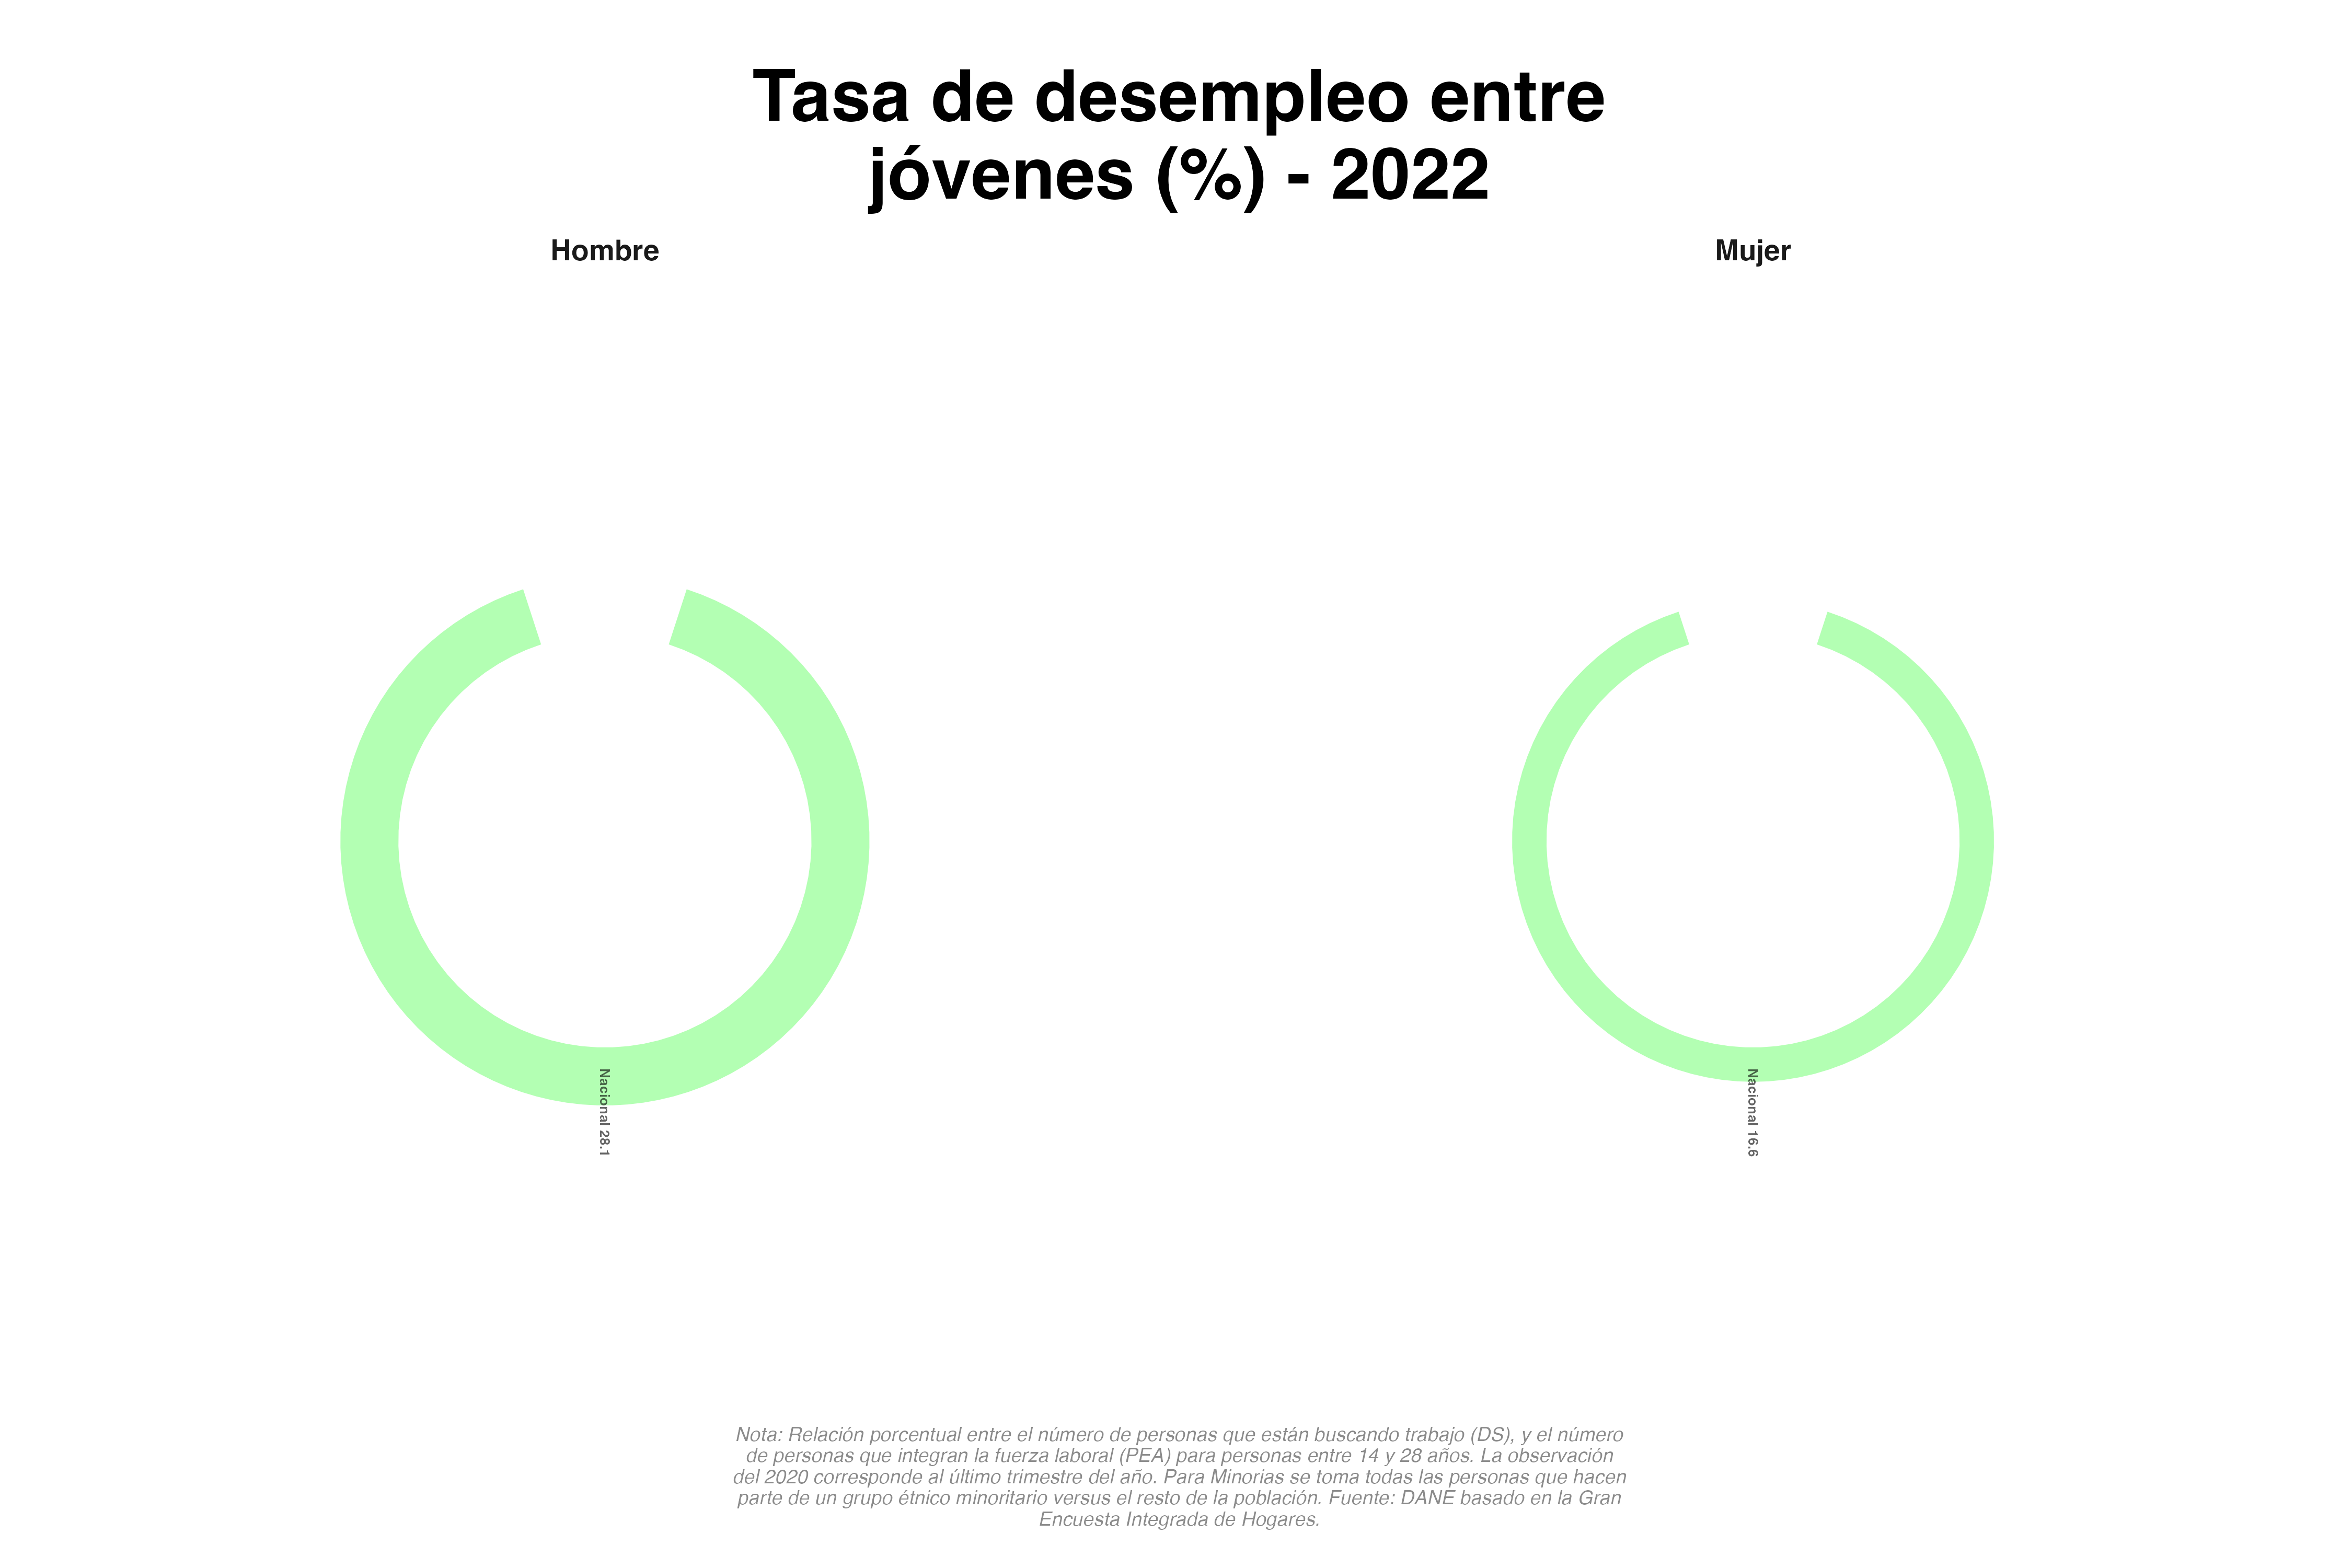 Tasa de desempleo entre
jóvenes (%) - 2022
Hombre
Mujer
Nacional 28.1
Nacional 16.6
Nota: Relación porcentual entre el número de personas que están buscando trabajo (DS), y el número
de personas que integran la fuerza laboral (PEA) para personas entre 14 y 28 años. La observación
del 2020 corresponde al último trimestre del año. Para Minorias se toma todas las personas que hacen
parte de un grupo étnico minoritario versus el resto de la población. Fuente: DANE basado en la Gran
Encuesta Integrada de Hogares.